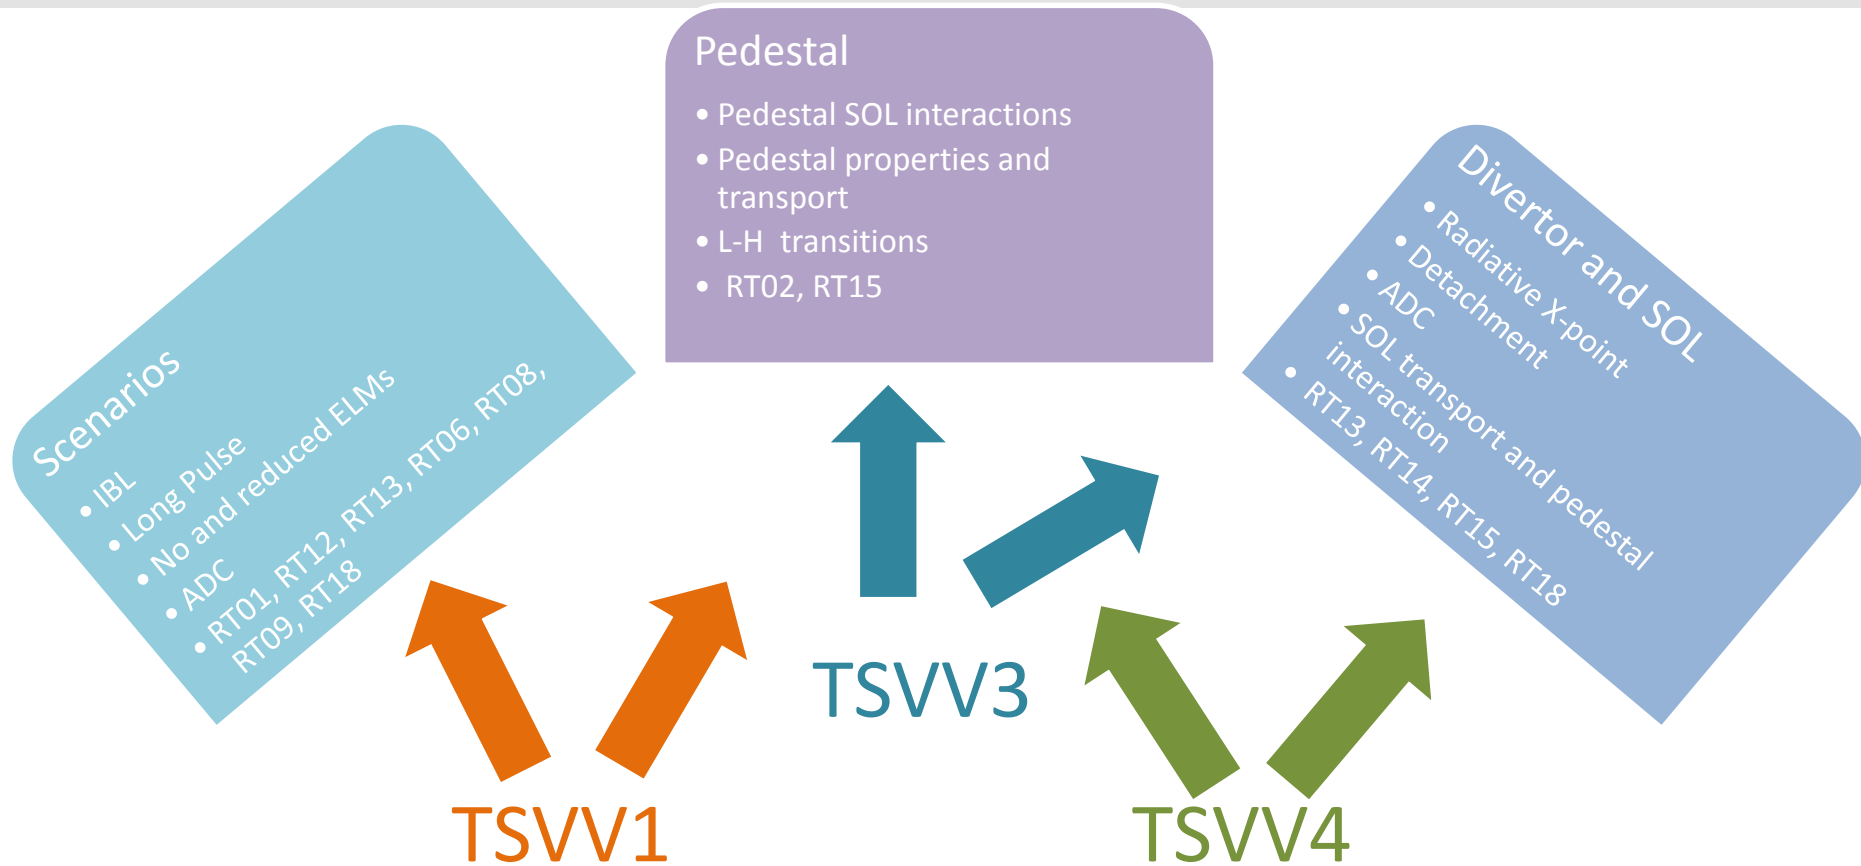 Pedestal
• Pedestal SOL interactions
• Pedestal properties and
transport
• L-H transitions
• RT02, RT15
Scenarios
• IBL
• Long Pulse
• No and reduced ELMs
• ADC
• RT01, RT12, RT13, RT06, RT08,
RT09, RT18
Divertor and SOL
• Radiative X-point
• Detachment
• ADC
• SOL transport and pedestal
interaction
• RT13, RT14, RT15, RT18
TSVV3
TSVV1
TSVV4